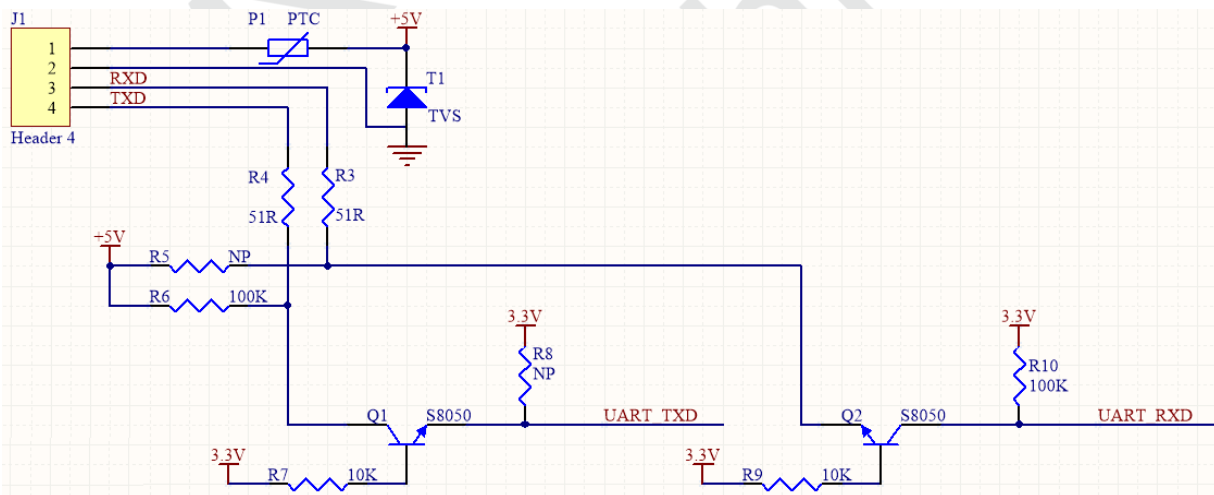 J1
P1 PTC
+5V
1
2
RXD
3
TXD
4
T1
TVS
Header 4
R4
R3
51R
51R
+5V
R5 NP
R6 100K
3.3V
3.3V
R8
NP
R10
100K
Q1 S8050
UART_TXD
Q2 S8050
UART_RXD
3.3V
R7 10K
3.3V
R9 10K